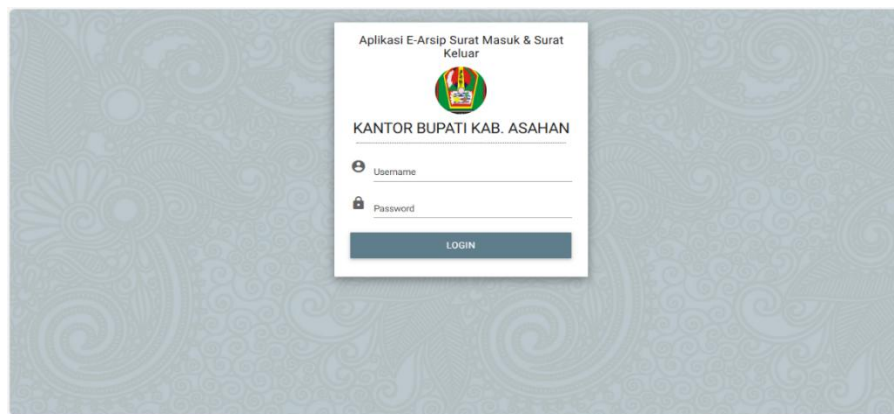 Aplikasi E-Arsip Surat Masuk & Surat
Keluar
KANTOR BUPATI KAB. ASAHAN
Username
Password
LOGIN